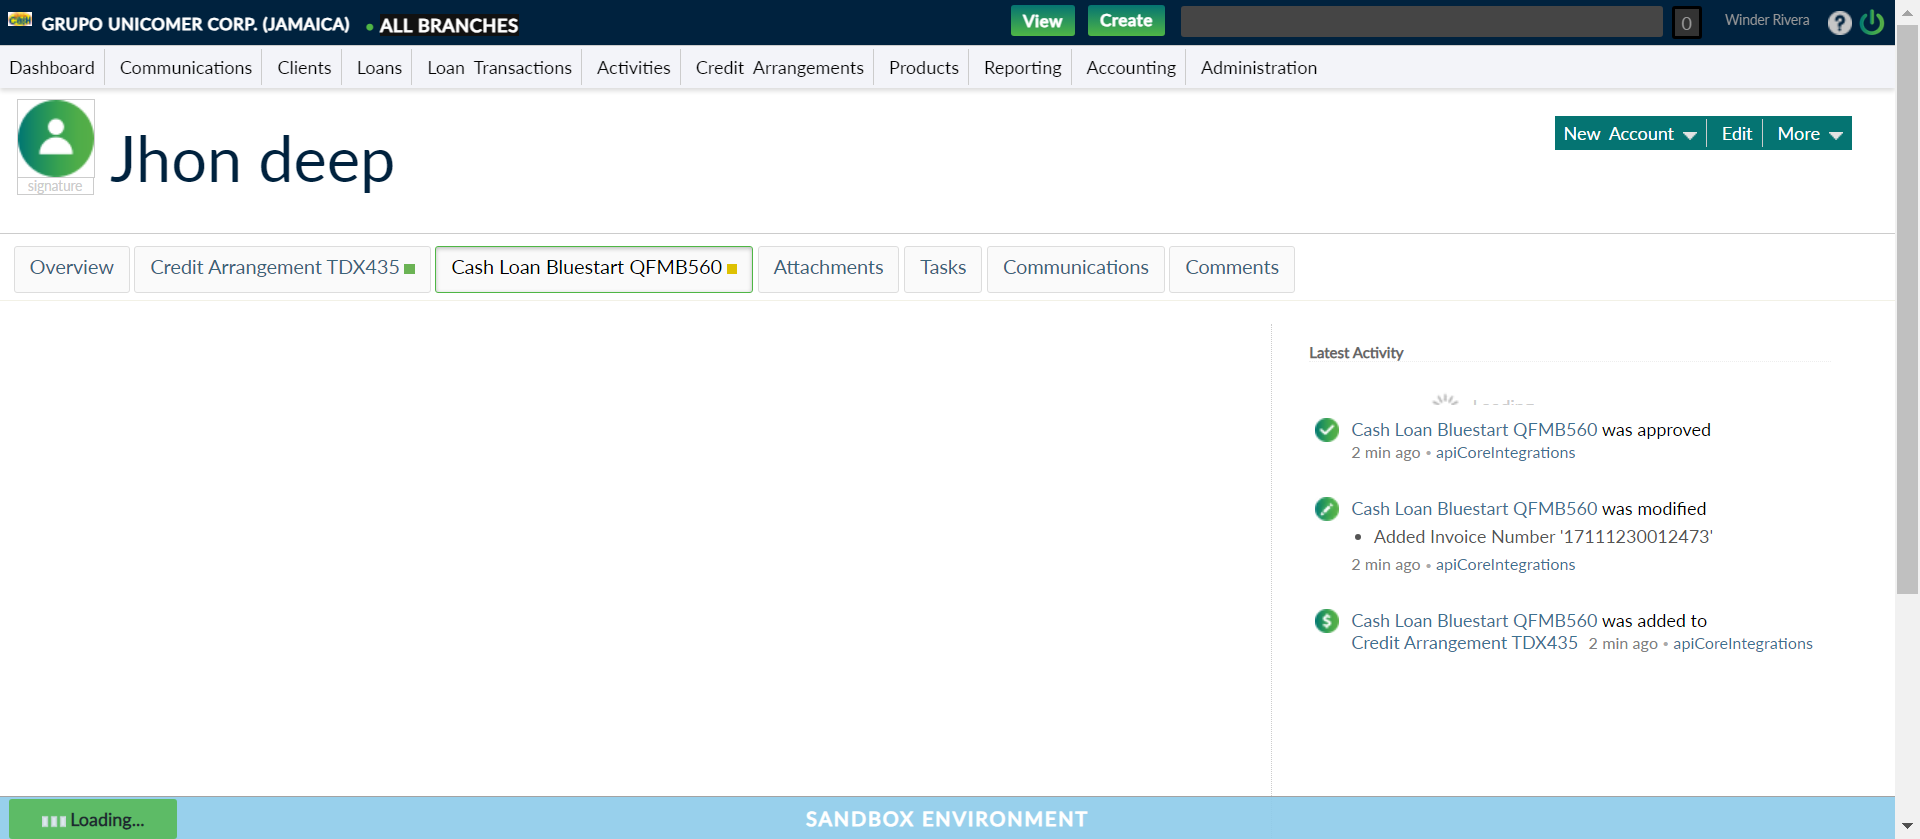 Cash GRUPO UNICOMER CORP. (JAMAICA) • ALL BRANCHES View Create 0 Winder Rivera ?
Dashboard Communications Clients Loans Loan Transactions Activities Credit Arrangements Products Reporting Accounting Administration
signature
Jhon deep
New Account Edit More
Overview Credit Arrangement TDX435 Cash Loan Bluestart QFMB560 Attachments Tasks Communications Comments
Latest Activity
Loading
Cash Loan Bluestart QFMB560 was approved
2 min ago • apiCoreIntegrations
Cash Loan Bluestart QFMB560 was modified
• Added Invoice Number '17111230012473'
2 min ago • apiCoreIntegrations
$ Cash Loan Bluestart QFMB560 was added to
Credit Arrangement TDX435 2 min ago • apiCoreIntegrations
Loading... SANDBOX ENVIRONMENT